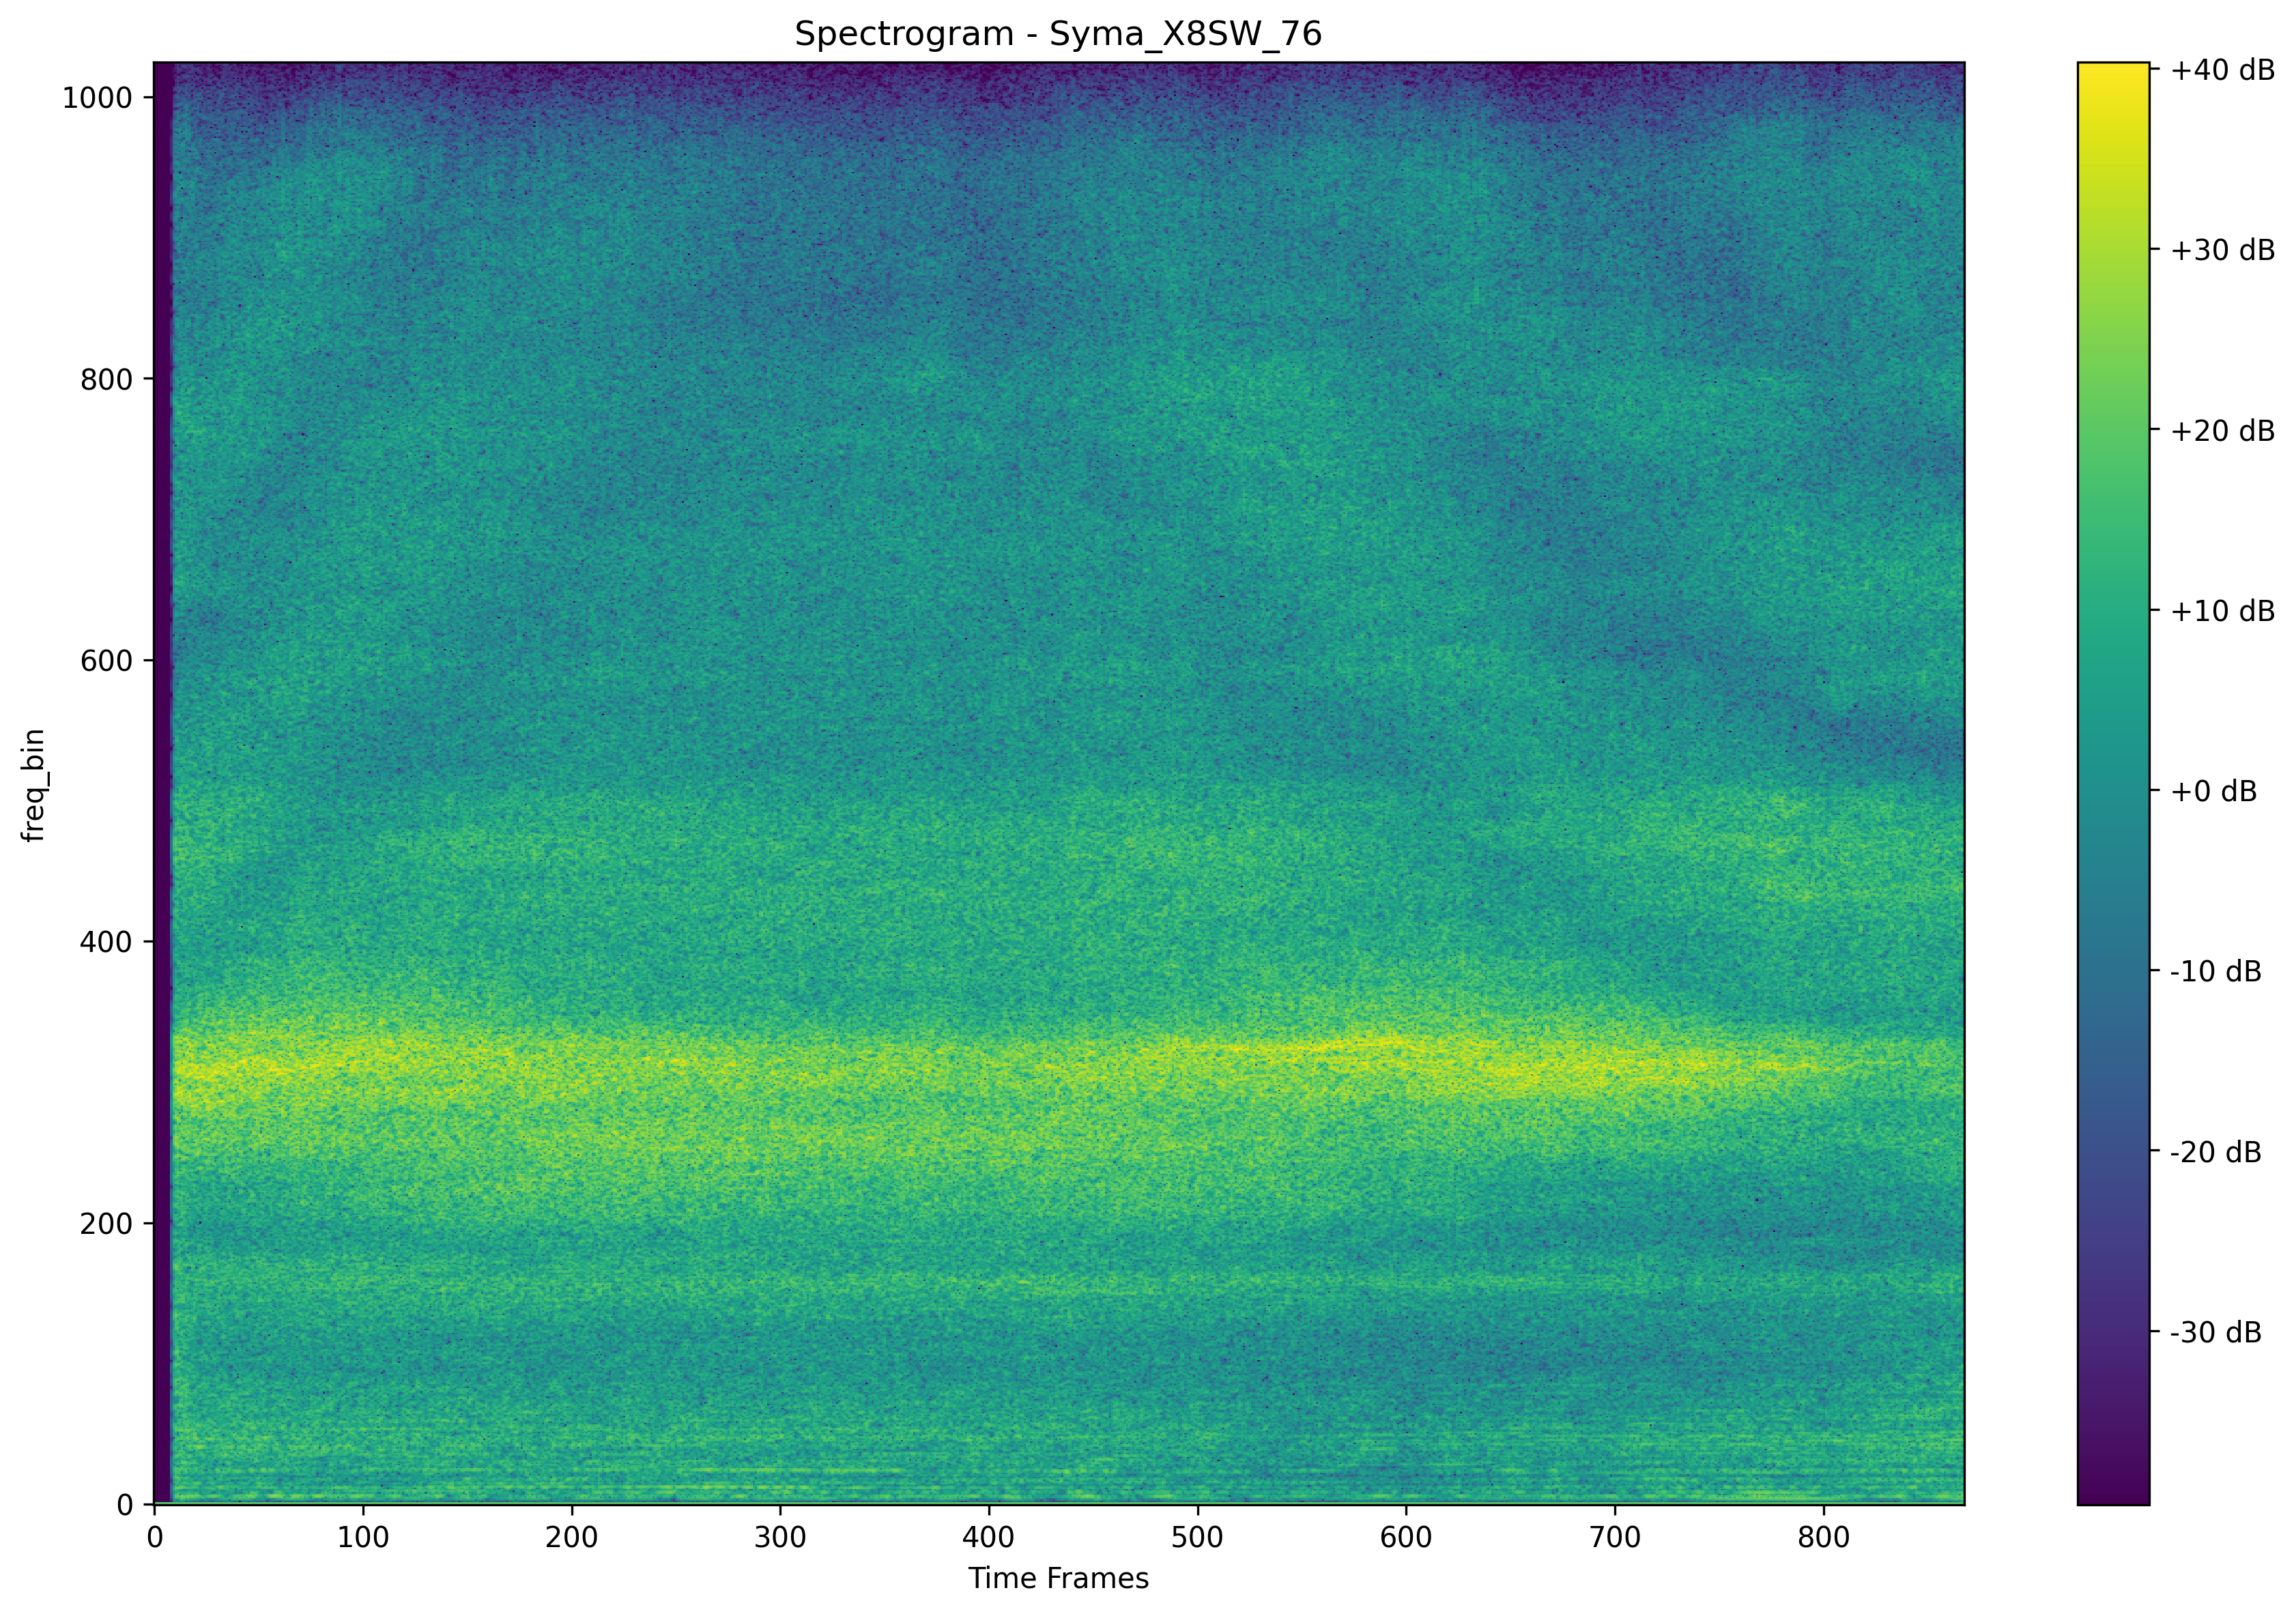 Spectrogram - Syma_X8SW_76
freq_bin
1000
800
600
400
200
0
0 100 200 300 400 500 600 700 800
Time Frames
+40 dB
+30 dB
+20 dB
+10 dB
+0 dB
-10 dB
-20 dB
-30 dB